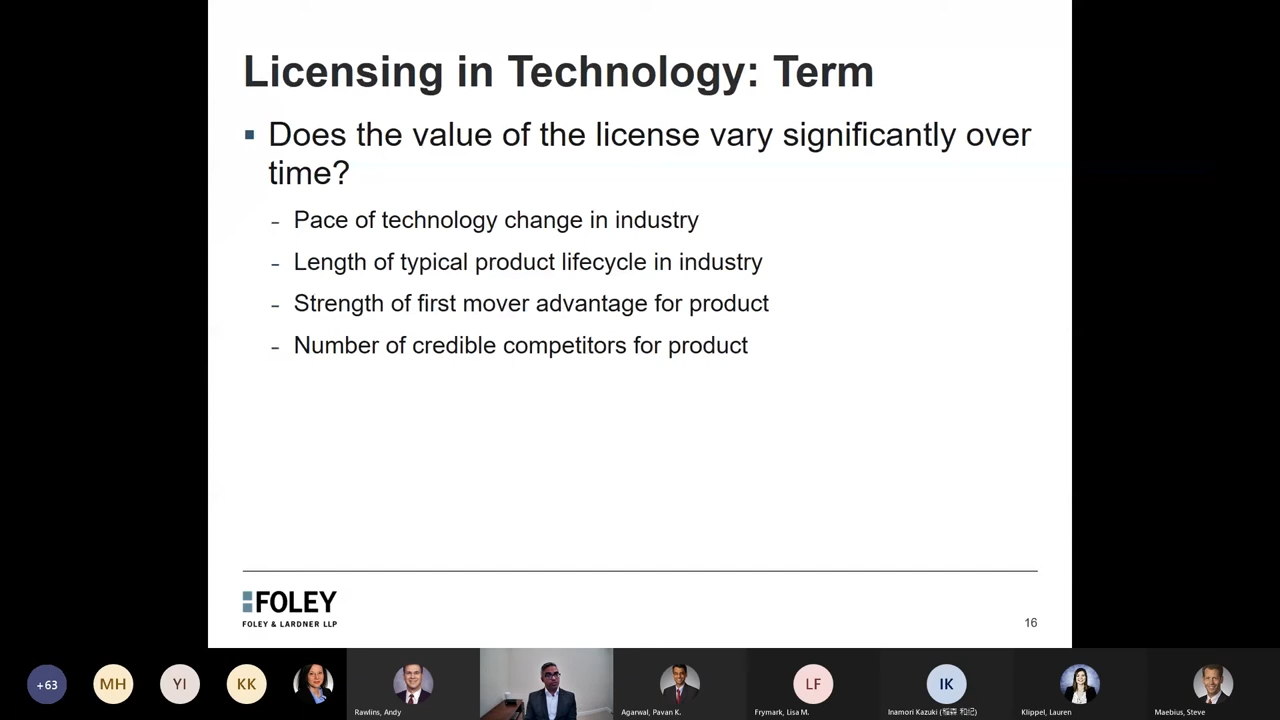 Licensing in Technology: Term
▪ Does the value of the license vary significantly over
time?
- Pace of technology change in industry
- Length of typical product lifecycle in industry
- Strength of first mover advantage for product
- Number of credible competitors for product
FOLEY
FOLEY & LARDNER LLP
16
+63
MH
YI
KK
LF
IK
Rawlins, Andy
Agarwal, Pavan K.
Frymark, Lisa M.
Inamori Kazuki (
Klippel, Lauren
Maebius, Steve